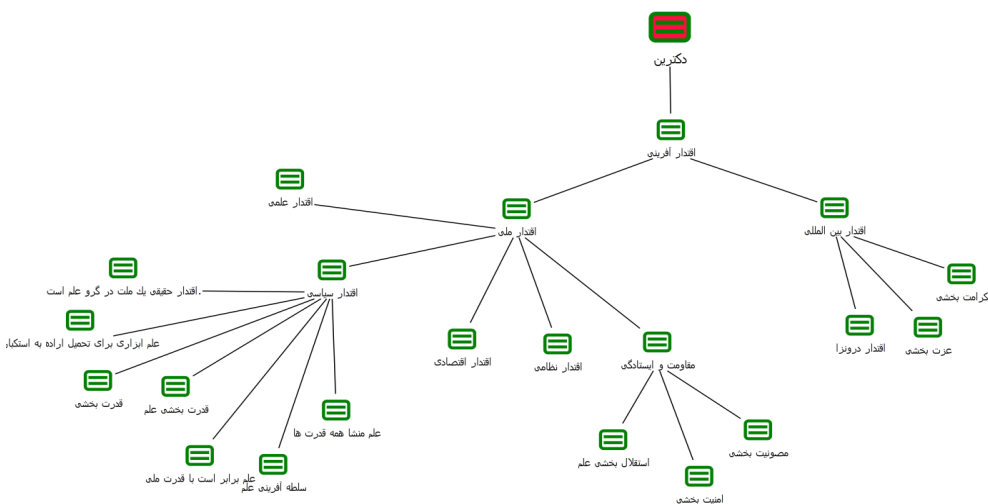 دکترین
اقتدار آفرینی
اقتدار علمی
اقتدار ملی
اقتدار بین المللی
اقتدار حقیقی یك ملت در گرو علم است.
اقتدار سیاسی
کرامت بخشی
علم ابزاری برای تحمیل اراده به استکبار
اقتدار اقتصادی
اقتدار نظامی
مقاومت و ایستادگی
اقتدار درونزا
عزت بخشی
قدرت بخشی
قدرت بخشی علم
علم منشا همه قدرت ها
استقلال بخشی علم
مصونیت بخشی
علم برابر است با قدرت ملی
سلطه آفرینی علم
امنیت بخشی